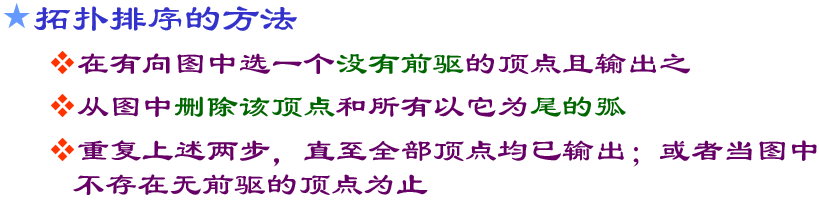 拓扑排序的方法
在有向图中选一个没有前驱的顶点且输出之
从图中删除该顶点和所有以它为尾的弧
重复上述两步，直至全部顶点均已输出；或者当图中
不存在无前驱的顶点为止